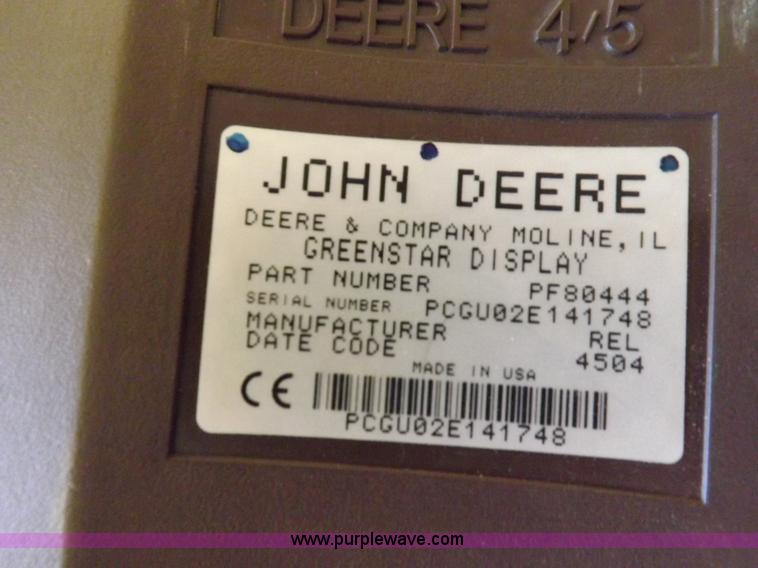 DEERE 4/5
JOHN DEERE
DEERE & COMPANY MOLINE, IL
GREENSTAR DISPLAY
PART NUMBER PF80444
SERIAL NUMBER PCGU02E141748
MANUFACTURER REL
DATE CODE 4504
MADE IN USA
CE
PCGU02E141748
www.purplewave.com